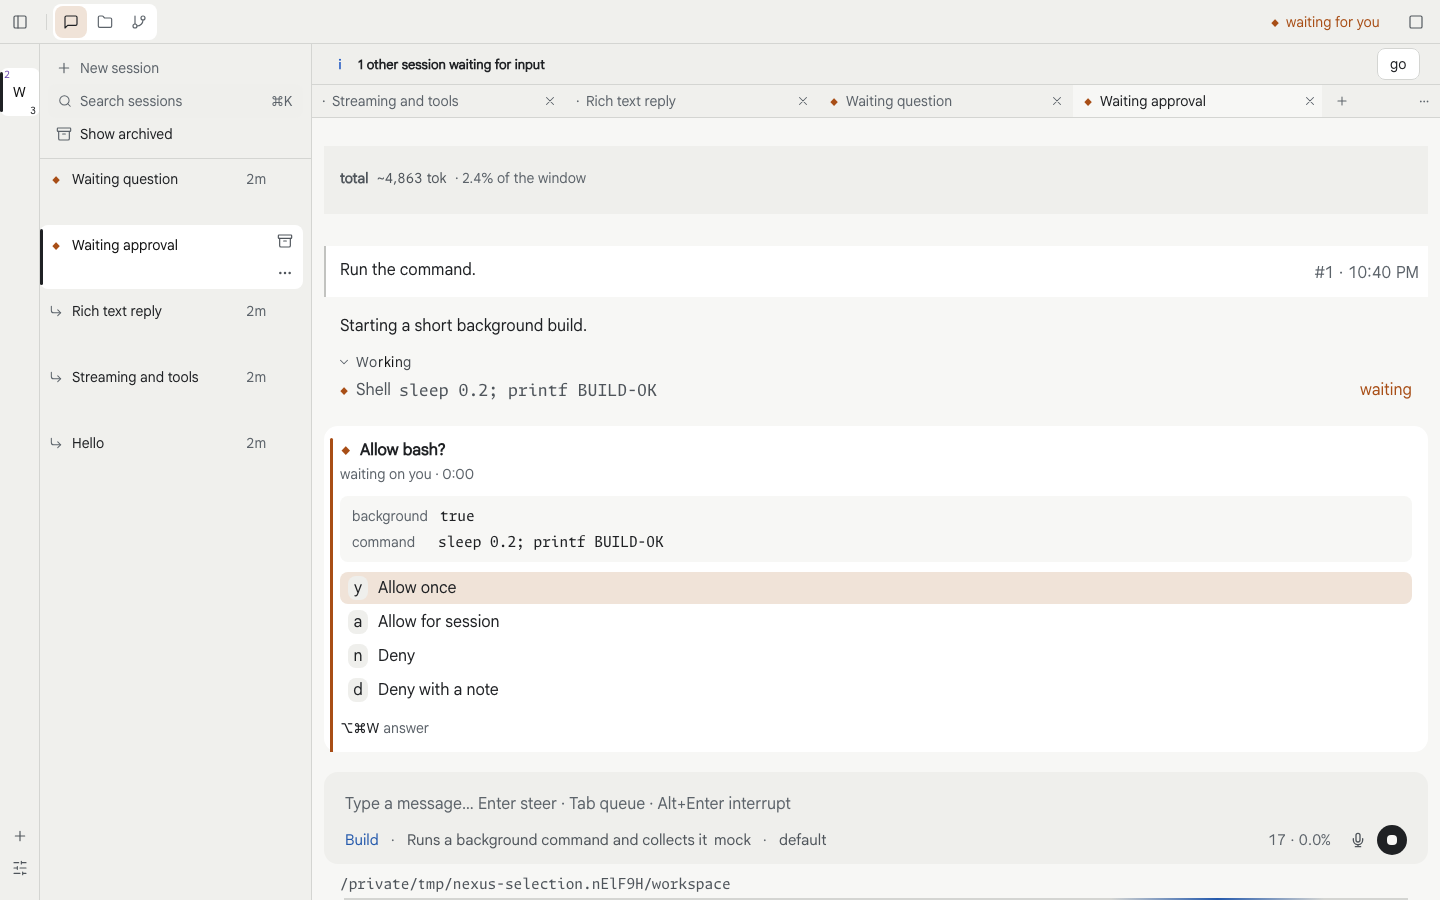 waiting for you
2
W
3
New session
Search sessions ⌘K
Show archived
Waiting question 2m
Waiting approval
Rich text reply 2m
Streaming and tools 2m
Hello 2m
i 1 other session waiting for input go
· Streaming and tools
· Rich text reply
Waiting question
Waiting approval
total ~4,863 tok · 2.4% of the window
Run the command. #1 · 10:40 PM
Starting a short background build.
Working
Shell sleep 0.2; printf BUILD-OK waiting
Allow bash?
waiting on you · 0:00
background true
command sleep 0.2; printf BUILD-OK
y Allow once
a Allow for session
n Deny
d Deny with a note
⌥⌘W answer
Type a message... Enter steer · Tab queue · Alt+Enter interrupt
Build · Runs a background command and collects it mock · default 17 · 0.0%
/private/tmp/nexus-selection.nElF9H/workspace